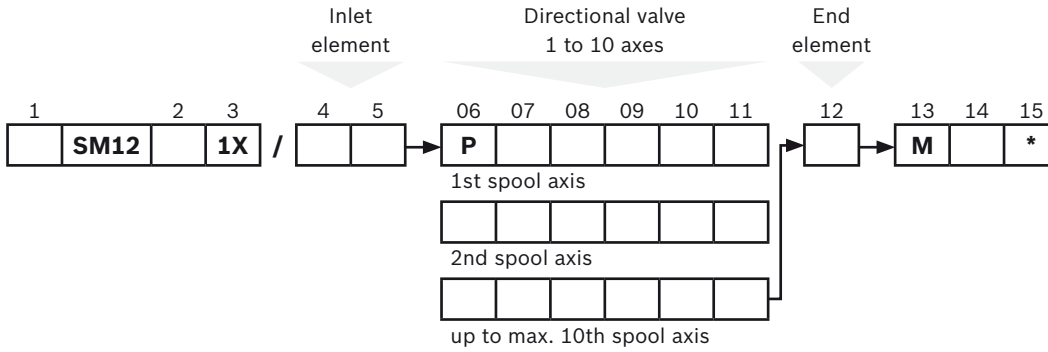 Inlet element
Directional valve 1 to 10 axes
End element
1 2 3 4 5 06 07 08 09 10 11 12 13 14 15
SM12 1X / P M *
1st spool axis
2nd spool axis
up to max. 10th spool axis